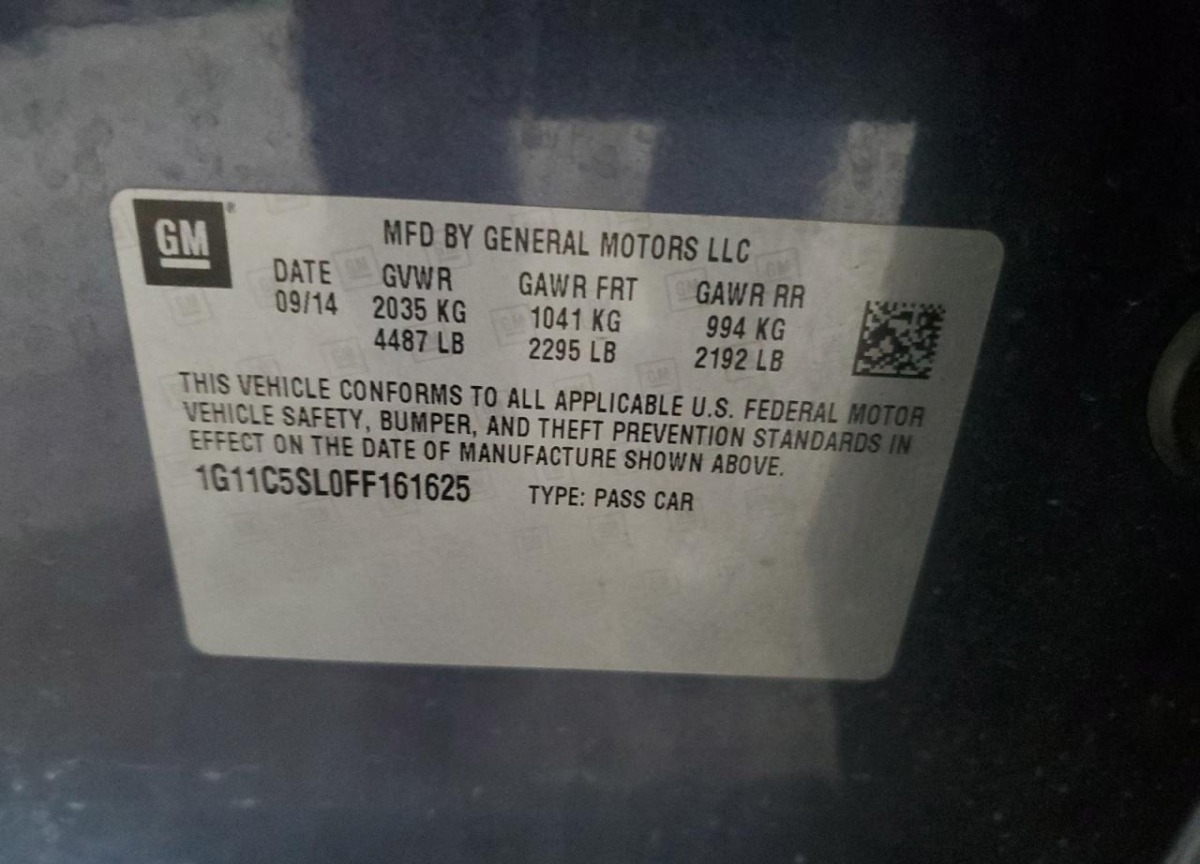 GM
MFD BY GENERAL MOTORS LLC
DATE GVWR GAWR FRT GAWR RR
09/14 2035 KG 1041 KG 994 KG
4487 LB 2295 LB 2192 LB
THIS VEHICLE CONFORMS TO ALL APPLICABLE U.S. FEDERAL MOTOR
VEHICLE SAFETY, BUMPER, AND THEFT PREVENTION STANDARDS IN
EFFECT ON THE DATE OF MANUFACTURE SHOWN ABOVE.
1G11C5SL0FF161625 TYPE: PASS CAR